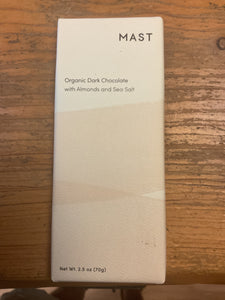 MAST
Organic Dark Chocolate
with Almonds and Sea Salt
Net Wt. 2.5 oz (70g)